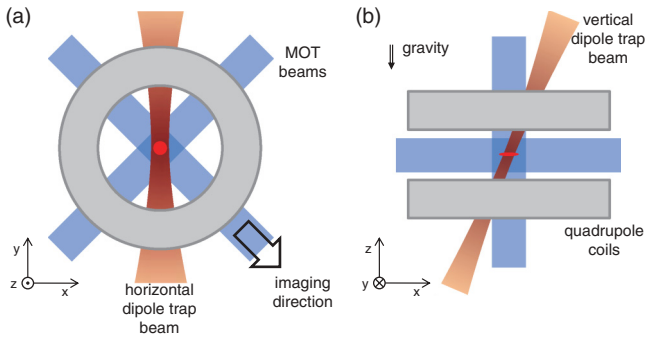 (a)
MOT
beams
y
z
x
horizontal
dipole trap
beam
imaging
direction
(b)
gravity
vertical
dipole trap
beam
quadrupole
coils
z
y
x